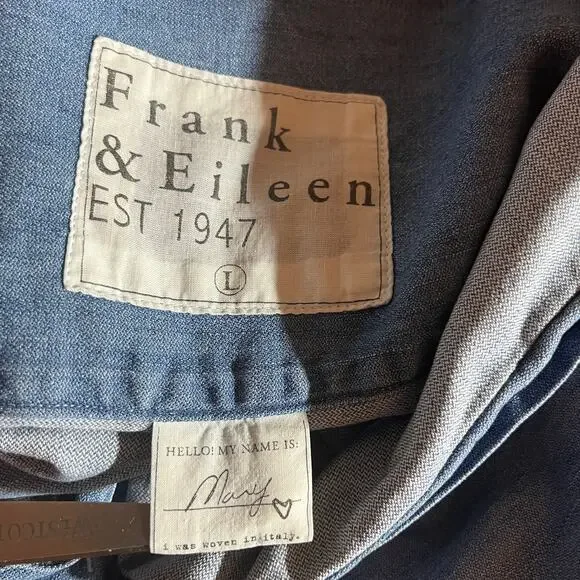 Frank
& Eileen
EST 1947
L
HELLO! MY NAME IS:
Mary
i was woven in italy.